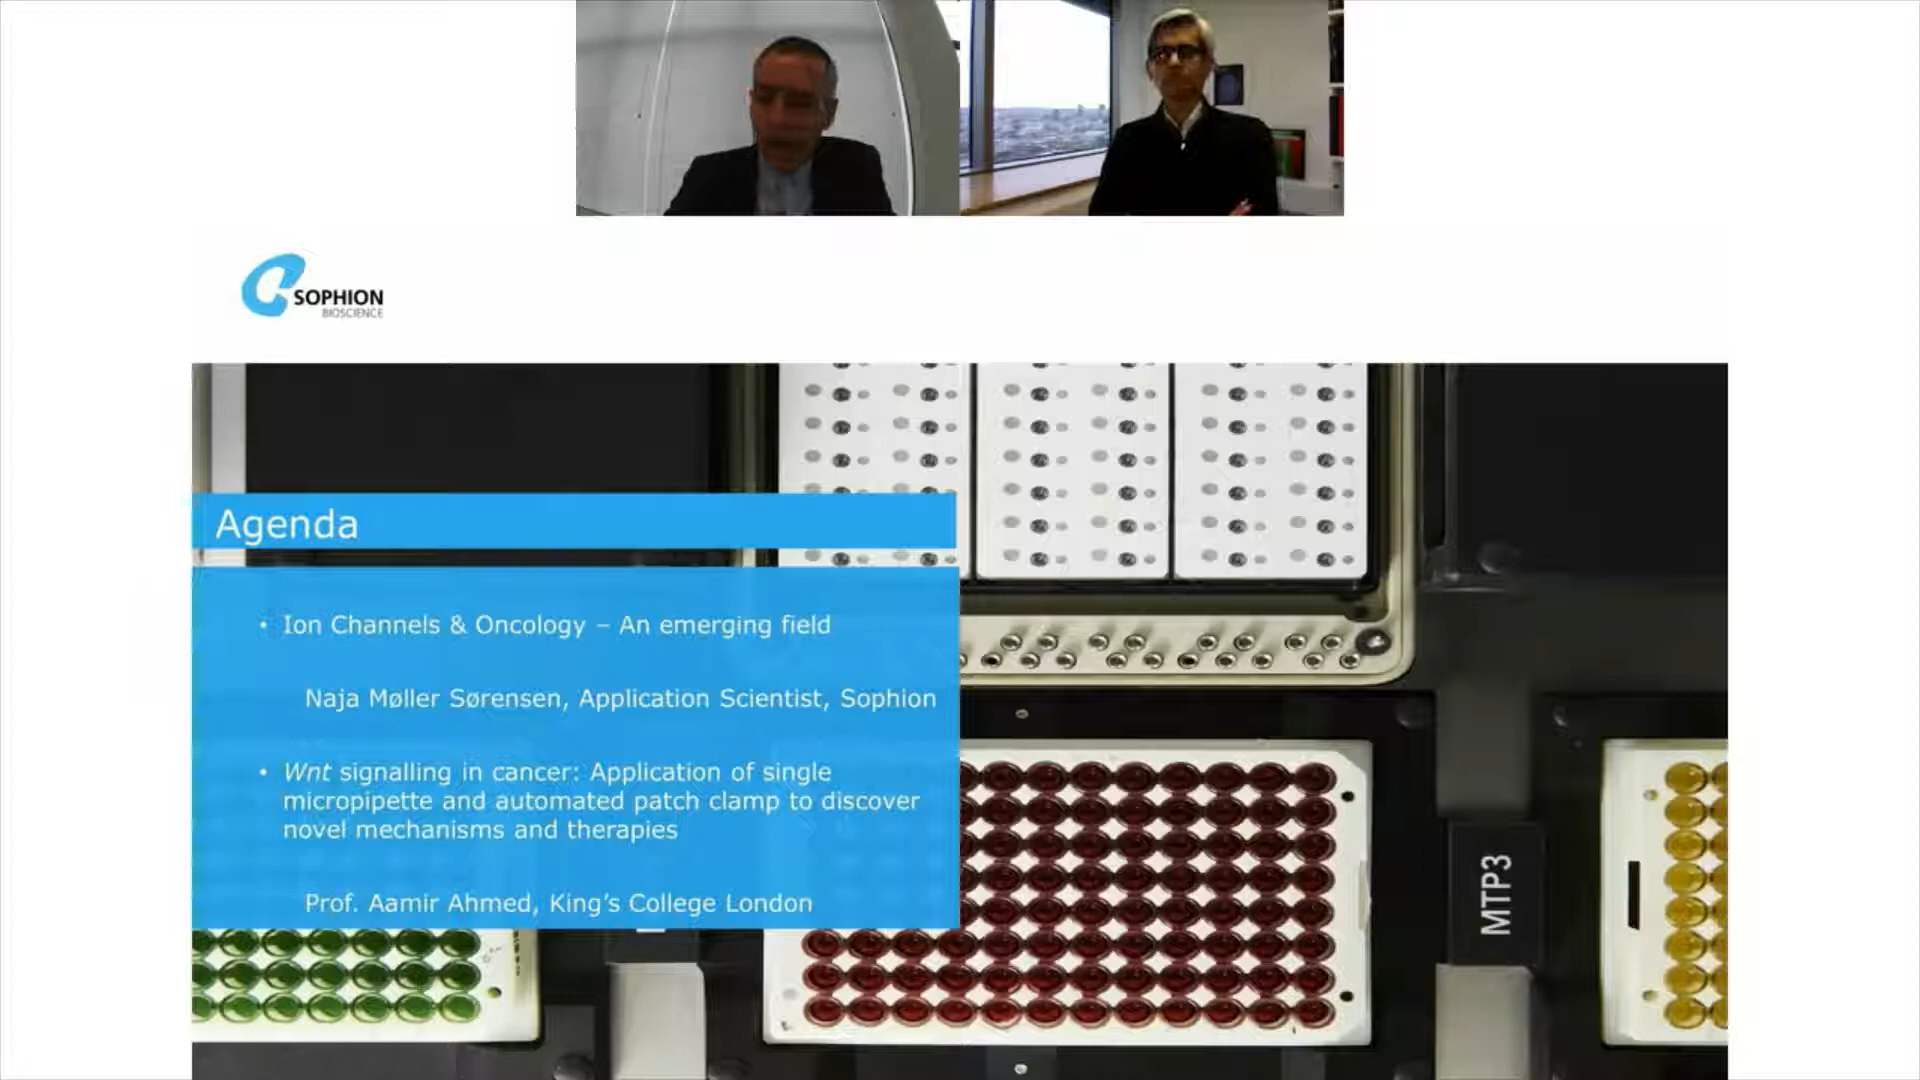 SOPHION
BIOSCIENCE
Agenda
• Ion Channels & Oncology – An emerging field
Naja Møller Sørensen, Application Scientist, Sophion
• Wnt signalling in cancer: Application of single
micropipette and automated patch clamp to discover
novel mechanisms and therapies
Prof. Aamir Ahmed, King's College London
MTP3